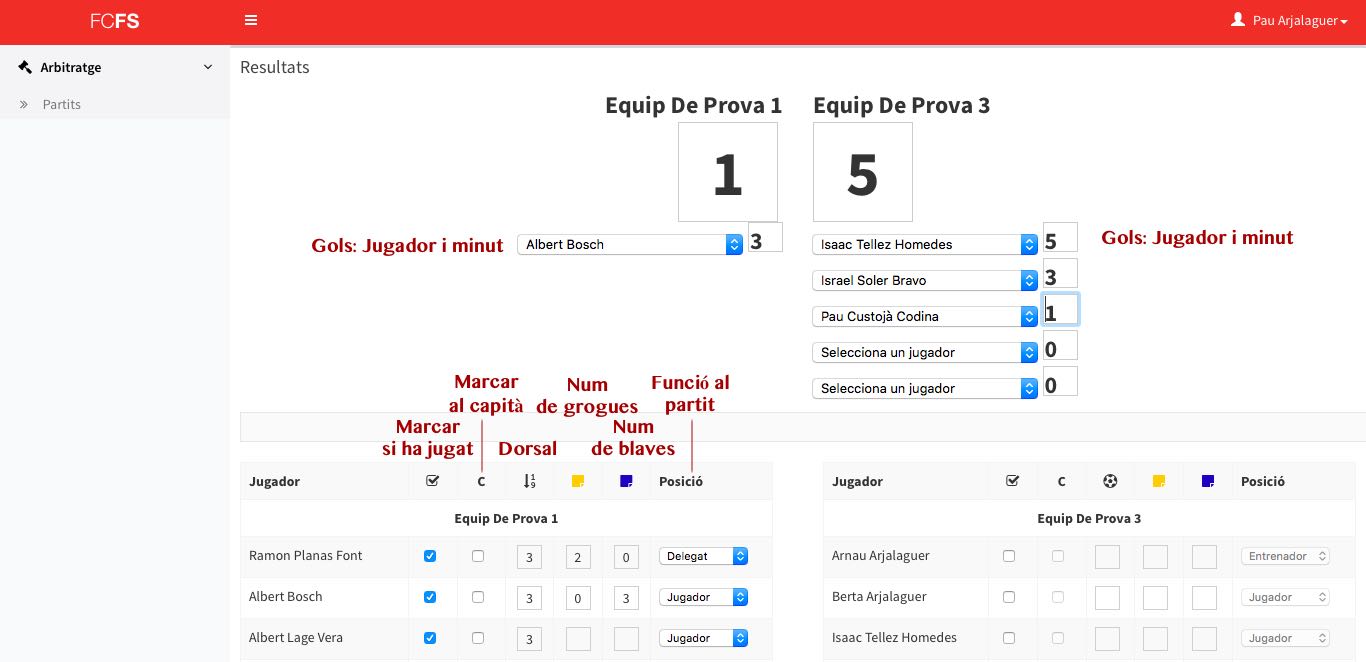 FCFS
Pau Arjalaguer
Arbitratge
Partits
Resultats
Equip De Prova 1
Equip De Prova 3
1
5
Gols: Jugador i minut
Albert Bosch
3
Isaac Tellez Homedes
5
Gols: Jugador i minut
Israel Soler Bravo
3
Pau Custojà Codina
1
Selecciona un jugador
0
Selecciona un jugador
0
Marcar
al capità
Num
de grogues
Funció al
partit
Marcar
si ha jugat
Dorsal
Num
de blaves
Jugador
C
1
9
Posició
Equip De Prova 1
Ramon Planas Font
3
2
0
Delegat
Albert Bosch
3
0
3
Jugador
Albert Lage Vera
3
Jugador
Jugador
C
Posició
Equip De Prova 3
Arnau Arjalaguer
Entrenador
Berta Arjalaguer
Jugador
Isaac Tellez Homedes
Jugador